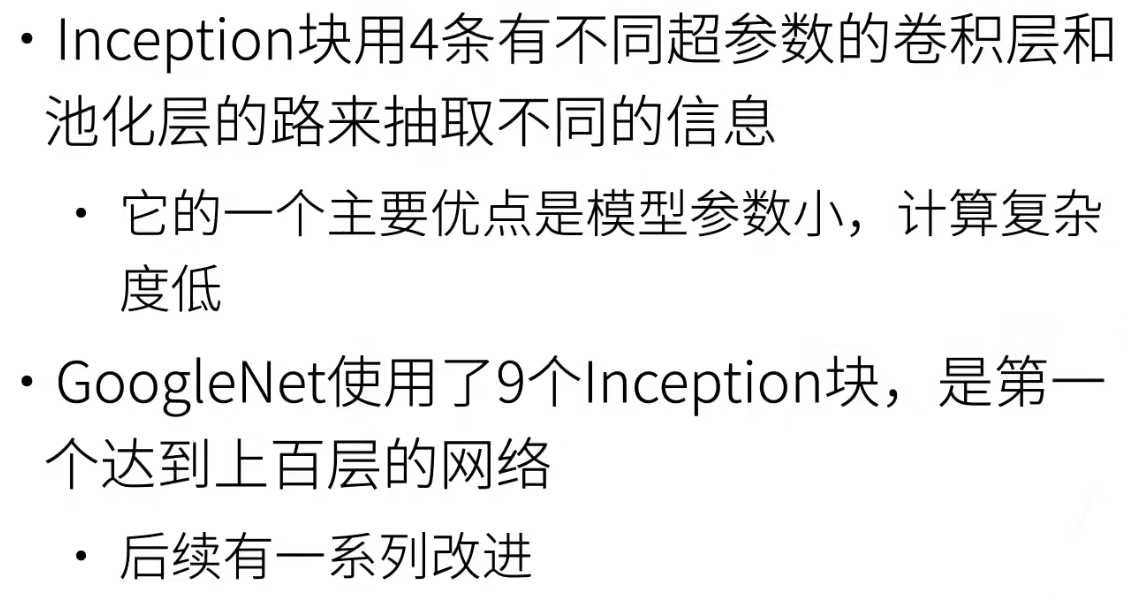 • Inception块用4条有不同超参数的卷积层和
池化层的路来抽取不同的信息
• 它的一个主要优点是模型参数小，计算复杂
度低
• GoogleNet使用了9个Inception块，是第一
个达到上百层的网络
• 后续有一系列改进